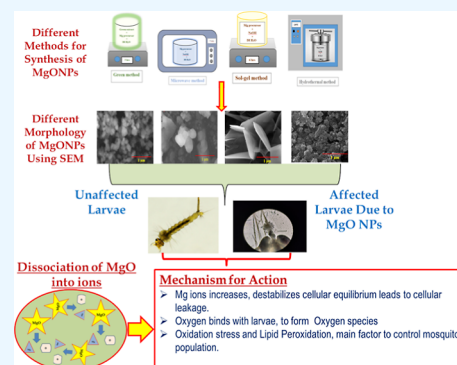 Different
Methods for
Synthesis of
MgONPs
Green method
Microwave method
Sol-gel method
Hydrothermal method
Different
Morphology
of MgONPs
Using SEM
Unaffected
Larvae
Affected
Larvae Due to
MgO NPs
Dissociation of MgO
into ions
MgO
MgO
MgO
Mechanism for Action
➢ Mg ions increases, destabilizes cellular equilibrium leads to cellular
leakage.
➢ Oxygen binds with larvae, to form Oxygen species
➢ Oxidation stress and Lipid Peroxidation, main factor to control mosquito
population.